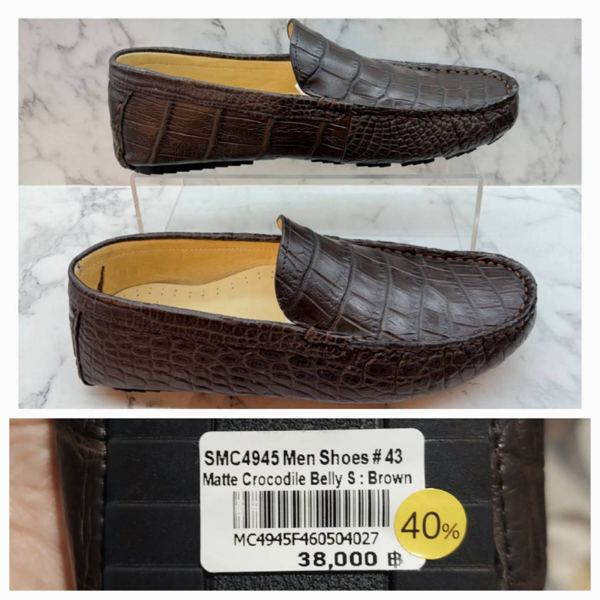 SMC4945 Men Shoes # 43
Matte Crocodile Belly S : Brown
MC4945F460504027
38,000 ฿
40%